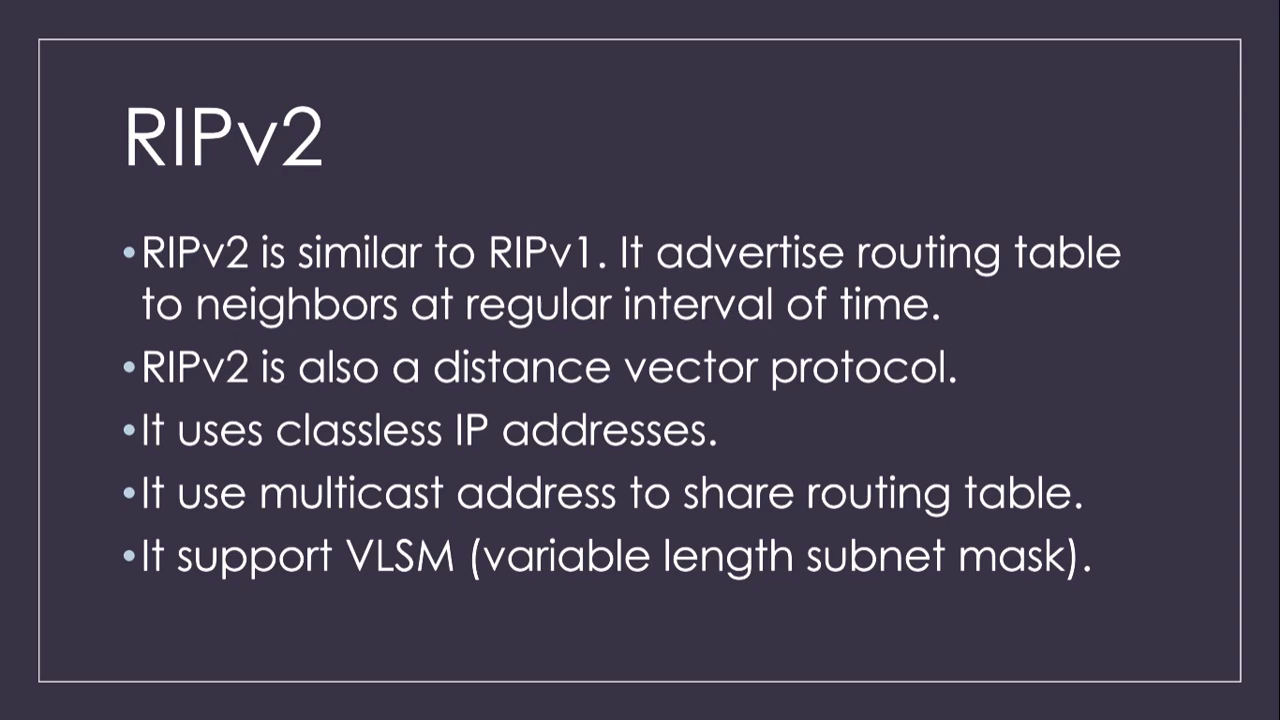 RIPv2
•RIPv2 is similar to RIPv1. It advertise routing table
to neighbors at regular interval of time.
•RIPv2 is also a distance vector protocol.
•It uses classless IP addresses.
•It use multicast address to share routing table.
•It support VLSM (variable length subnet mask).